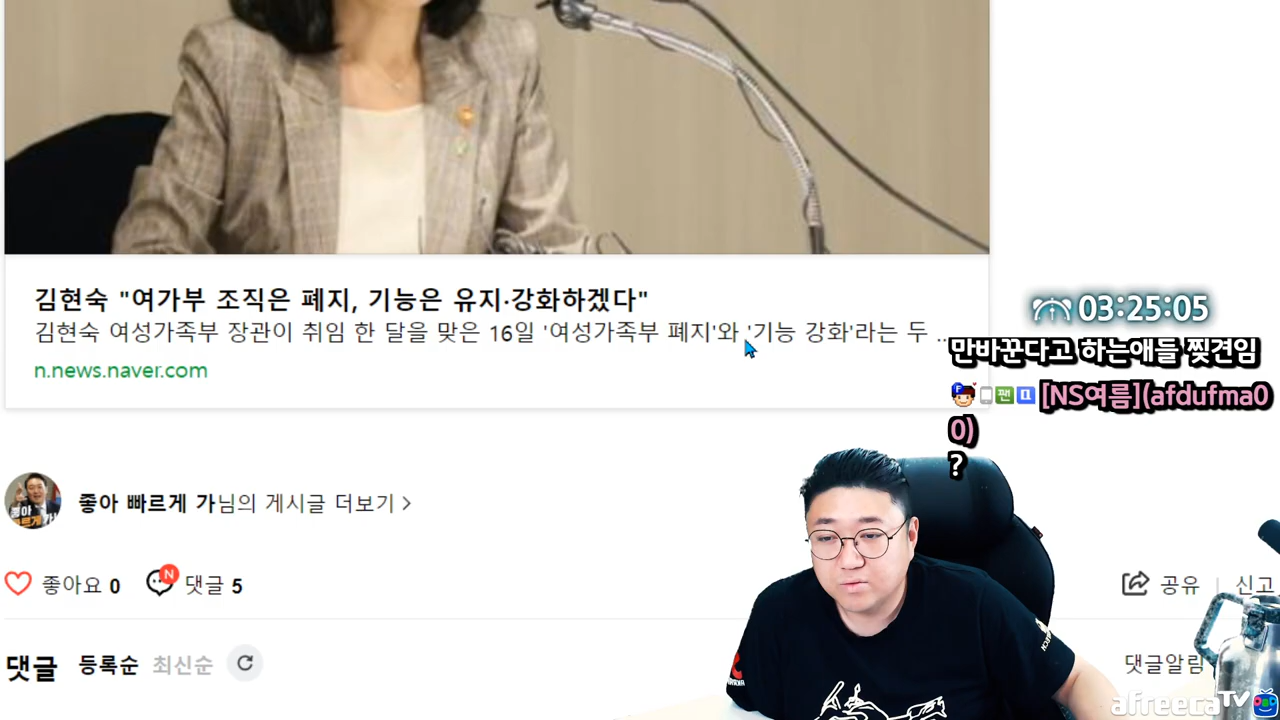 김현숙 "여가부 조직은 폐지, 기능은 유지·강화하겠다"
김현숙 여성가족부 장관이 취임 한 달을 맞은 16일 '여성가족부 폐지'와 '기능 강화'라는 두 ...
n.news.naver.com
03:25:05
만바꾼다고 하는애들 찢견임
[NS여름](afdufma0
0)
?
좋아 빠르게 가님의 게시글 더보기 >
좋아요 0 댓글 5
공유 | 신고
댓글 등록순 최신순
댓글알림
afreecaTV